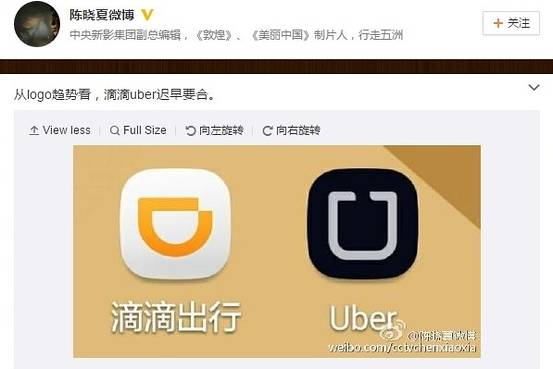 陈晓夏微博
中央新影集团副总编辑,《敦煌》、《美丽中国》制片人,行走五洲
+ 关注
从logo趋势看,滴滴uber迟早要合。
View less
Full Size
向左旋转
向右旋转
滴滴出行
Uber
@陈晓夏微博
weibo.com/cctvchenxiaoxia